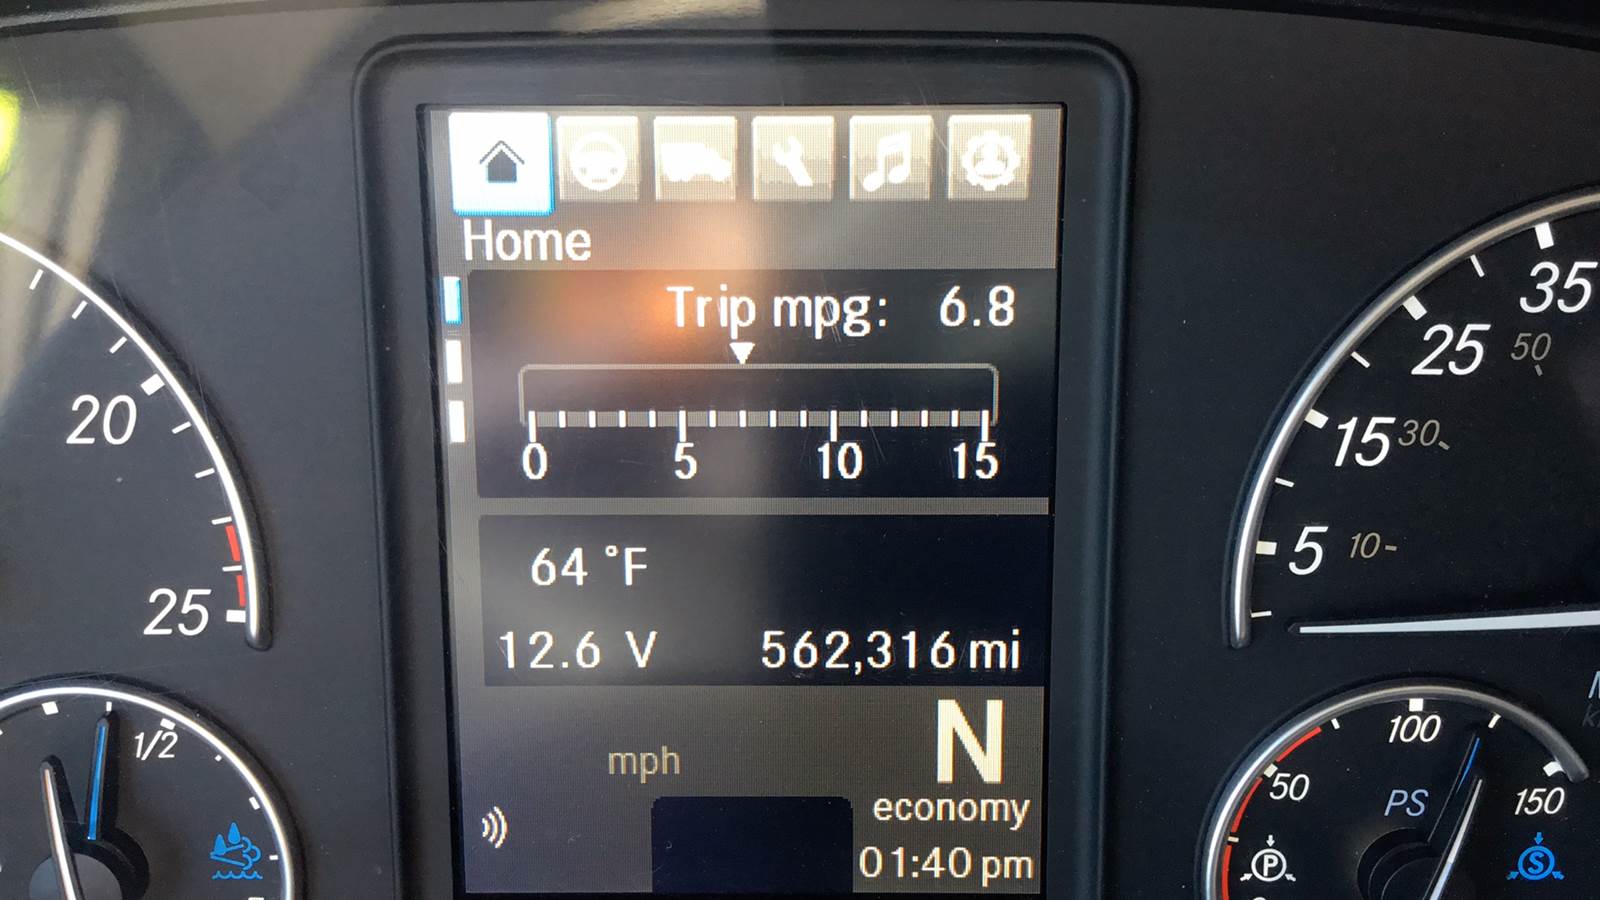 Home
Trip mpg: 6.8
0 5 10 15
64 °F
12.6 V 562,316 mi
N
mph
economy
01:40 pm
20
25
1/2
35
25 50
15 30
5 10
100
50
PS 150
P
S